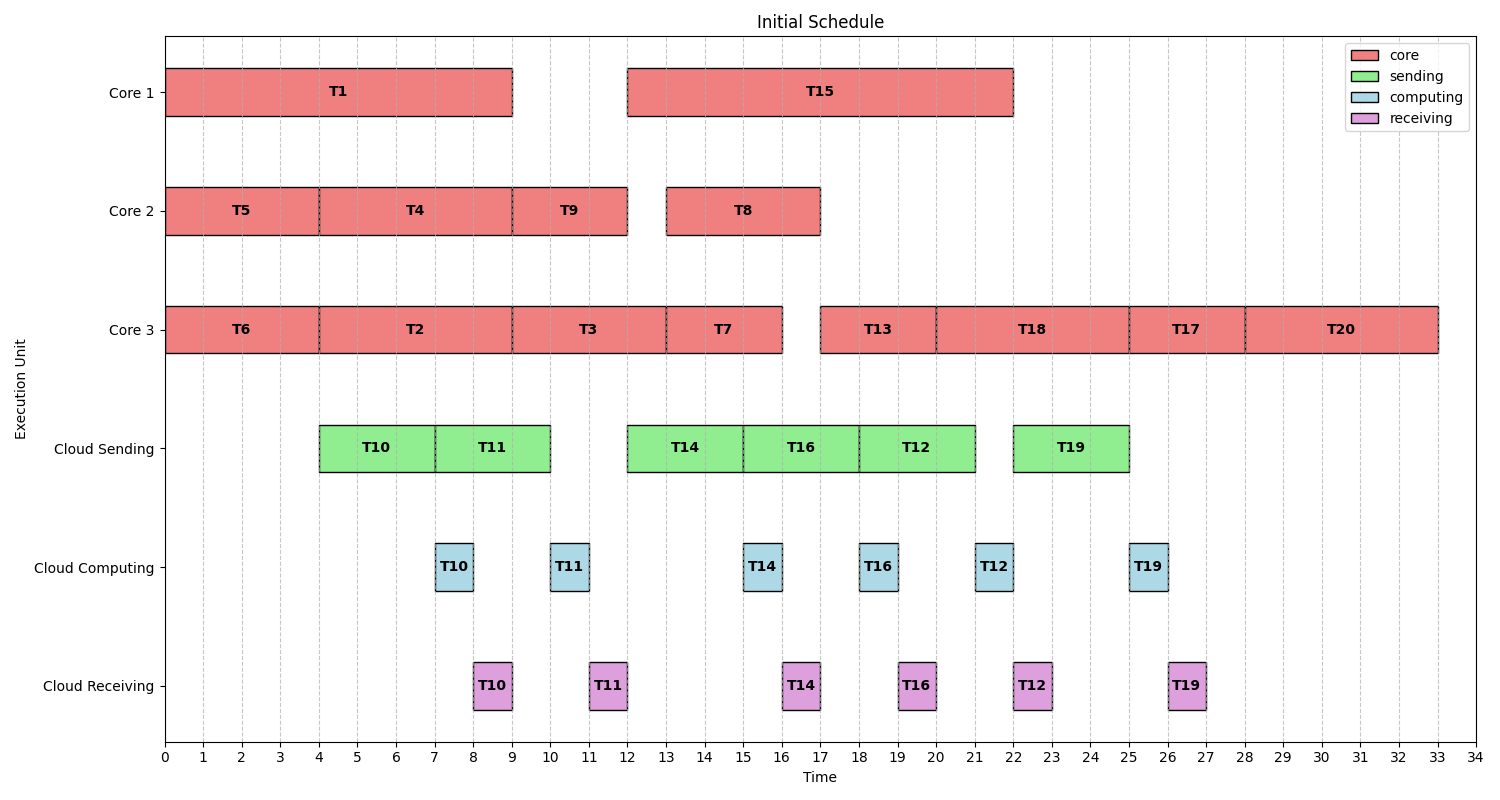 Initial Schedule
core
sending
computing
receiving
Core 1
T1
T15
Core 2
T5
T4
T9
T8
Core 3
T6
T2
T3
T7
T13
T18
T17
T20
Execution Unit
Cloud Sending
T10
T11
T14
T16
T12
T19
Cloud Computing
T10
T11
T14
T16
T12
T19
Cloud Receiving
T10
T11
T14
T16
T12
T19
0 1 2 3 4 5 6 7 8 9 10 11 12 13 14 15 16 17 18 19 20 21 22 23 24 25 26 27 28 29 30 31 32 33 34
Time